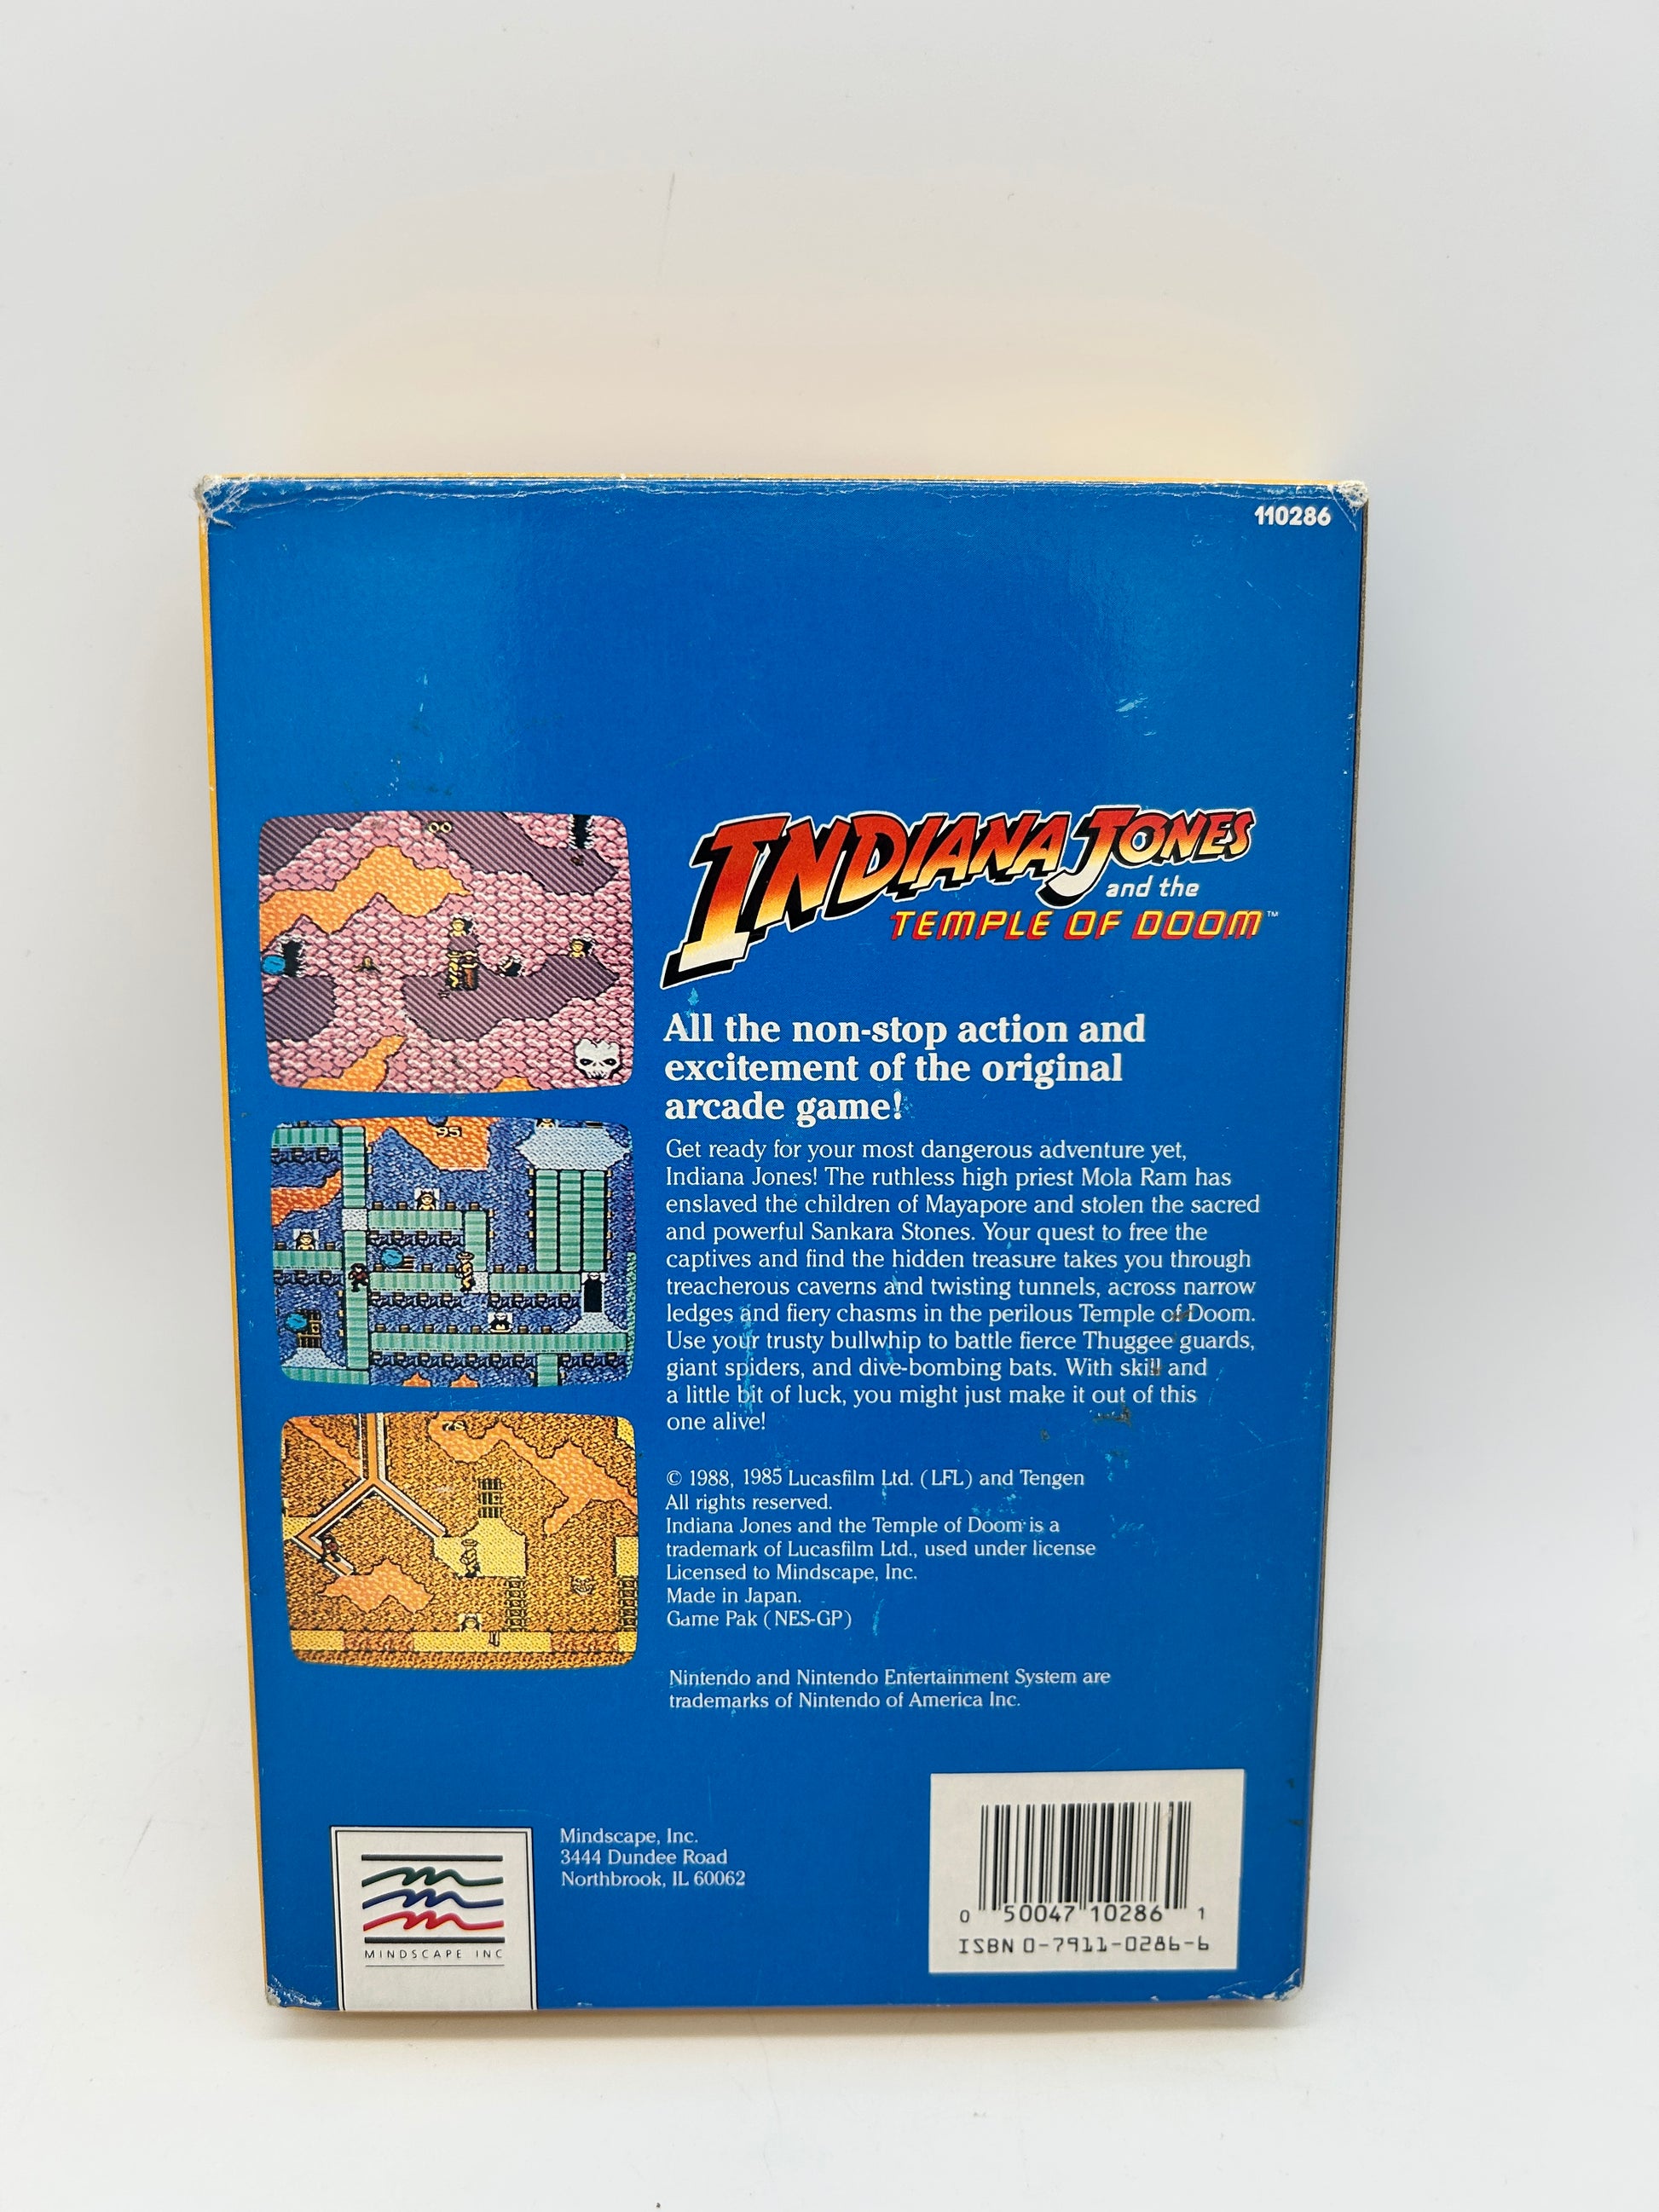 110286
INDIANA JONES
and the
TEMPLE OF DOOM™
All the non-stop action and
excitement of the original
arcade game!
Get ready for your most dangerous adventure yet,
Indiana Jones! The ruthless high priest Mola Ram has
enslaved the children of Mayapore and stolen the sacred
and powerful Sankara Stones. Your quest to free the
captives and find the hidden treasure takes you through
treacherous caverns and twisting tunnels, across narrow
ledges and fiery chasms in the perilous Temple of Doom.
Use your trusty bullwhip to battle fierce Thuggee guards,
giant spiders, and dive-bombing bats. With skill and
a little bit of luck, you might just make it out of this
one alive!
© 1988, 1985 Lucasfilm Ltd. (LFL) and Tengen
All rights reserved.
Indiana Jones and the Temple of Doom is a
trademark of Lucasfilm Ltd., used under license
Licensed to Mindscape, Inc.
Made in Japan.
Game Pak (NES-GP)
Nintendo and Nintendo Entertainment System are
trademarks of Nintendo of America Inc.
00
95
78
MINDSCAPE INC
Mindscape, Inc.
3444 Dundee Road
Northbrook, IL 60062
0 50047 10286 1
ISBN 0-7911-0286-6